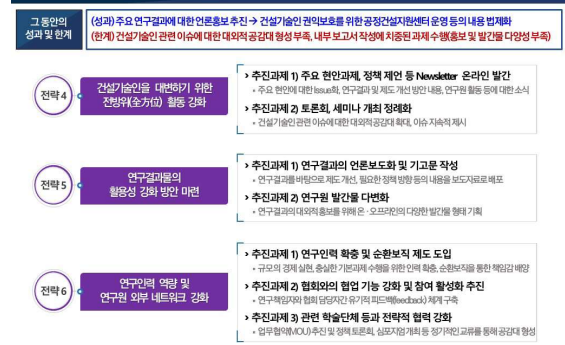 그 동안의
성과 및 한계
(성과) 주요 연구결과에 대한 언론홍보 추진 → 건설기술인 권익보호를 위한 공정건설지원센터 운영 등의 내용 법제화
(한계) 건설기술인 관련 이슈에 대한 대외적 공감대 형성 부족, 내부 보고서 작성에 치중된 과제 수행(홍보 및 발간물 다양성 부족)
전략 4
건설기술인을 대변하기 위한
전방위(全方位) 활동 강화
› 추진과제 1) 주요 현안과제, 정책 제언 등 Newsletter 온라인 발간
• 주요 현안에 대한 Issue화, 연구결과 및 제도 개선 방안 내용, 연구원 활동 등에 대한 소식
› 추진과제 2) 토론회, 세미나 개최 정례화
• 건설기술인 관련 이슈에 대한 대외적 공감대 확대, 이슈 지속적 제시
전략 5
연구결과물의
활용성 강화 방안 마련
› 추진과제 1) 연구결과의 언론보도화 및 기고문 작성
• 연구결과를 바탕으로 제도 개선, 필요한 정책 방향 등의 내용을 보도자료로 배포
› 추진과제 2) 연구원 발간물 다변화
• 연구결과의 대외적 홍보를 위해 온·오프라인의 다양한 발간물 형태 기획
전략 6
연구인력 역량 및
연구원 외부 네트워크 강화
› 추진과제 1) 연구인력 확충 및 순환보직 제도 도입
• 규모의 경제 실현, 충실한 기본과제 수행을 위한 인력 확충, 순환보직을 통한 책임감 배양
› 추진과제 2) 협회와의 협업 기능 강화 및 참여 활성화 추진
• 연구책임자와 협회 담당자간 유기적 피드백(feedback) 체계 구축
› 추진과제 3) 관련 학술단체 등과 전략적 협력 강화
• 업무협약(MOU) 추진 및 정책 토론회, 심포지엄 개최 등 정기적인 교류를 통해 공감대 형성